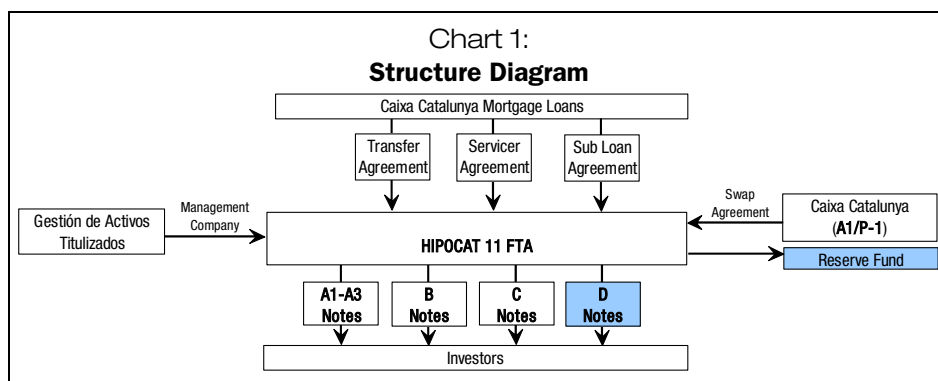 Chart 1:
Structure Diagram
Caixa Catalunya Mortgage Loans
Transfer
Agreement
Servicer
Agreement
Sub Loan
Agreement
Gestión de Activos
Titulizados
Management
Company
HIPOCAT 11 FTA
Swap
Agreement
Caixa Catalunya
(A1/P-1)
Reserve Fund
A1-A3
Notes
B
Notes
C
Notes
D
Notes
Investors